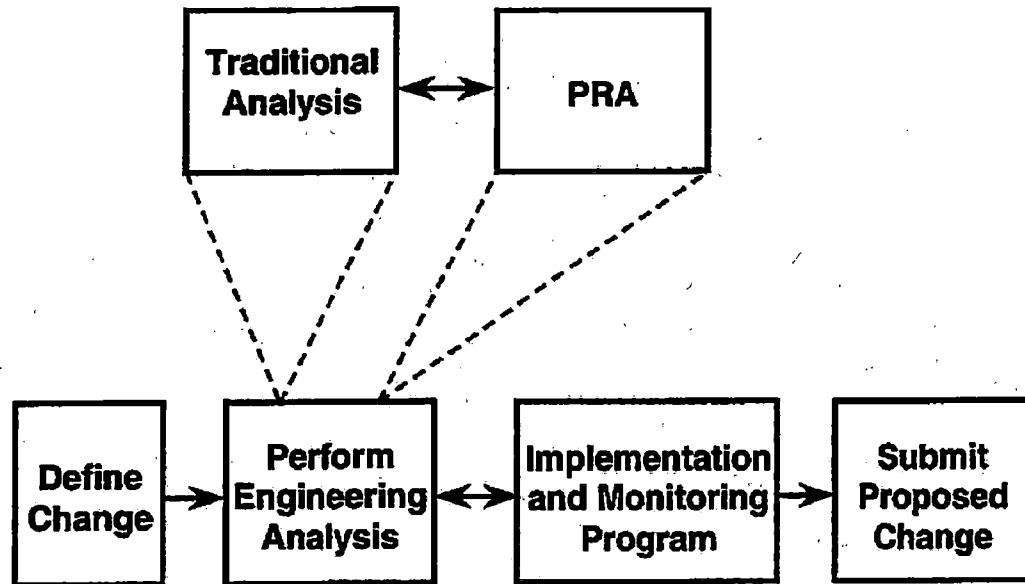 Traditional
Analysis
PRA
Define
Change
Perform
Engineering
Analysis
Implementation
and Monitoring
Program
Submit
Proposed
Change